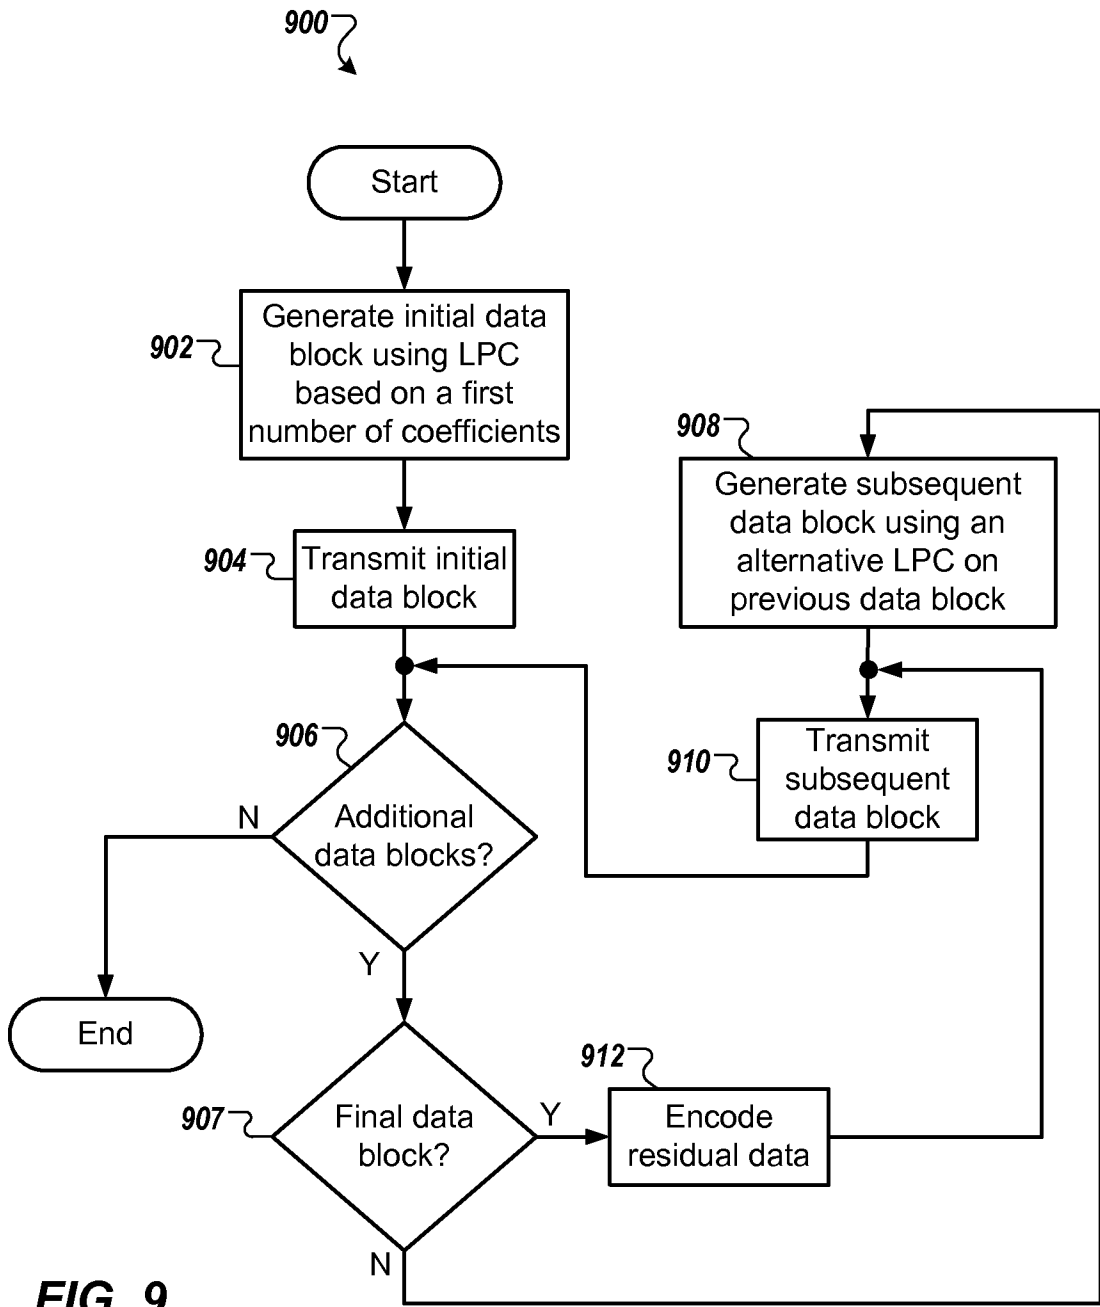 900
Start
902
Generate initial data
block using LPC
based on a first
number of coefficients
904
Transmit initial
data block
906
Additional
data blocks?
N
Y
End
907
Final data
block?
Y
N
908
Generate subsequent
data block using an
alternative LPC on
previous data block
910
Transmit
subsequent
data block
912
Encode
residual data
FIG. 9